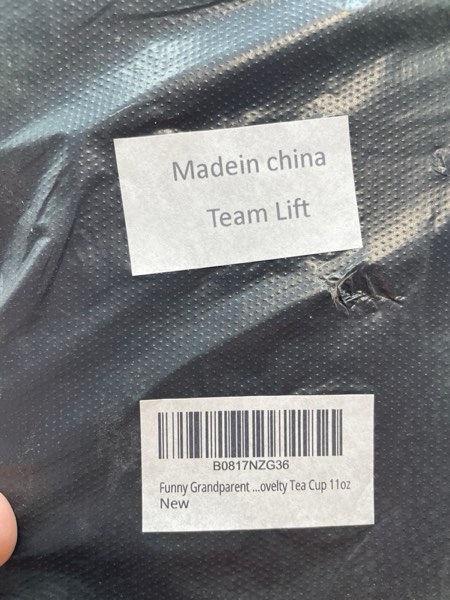 Madein china
Team Lift
B0817NZG36
Funny Grandparent ...ovelty Tea Cup 11oz
New